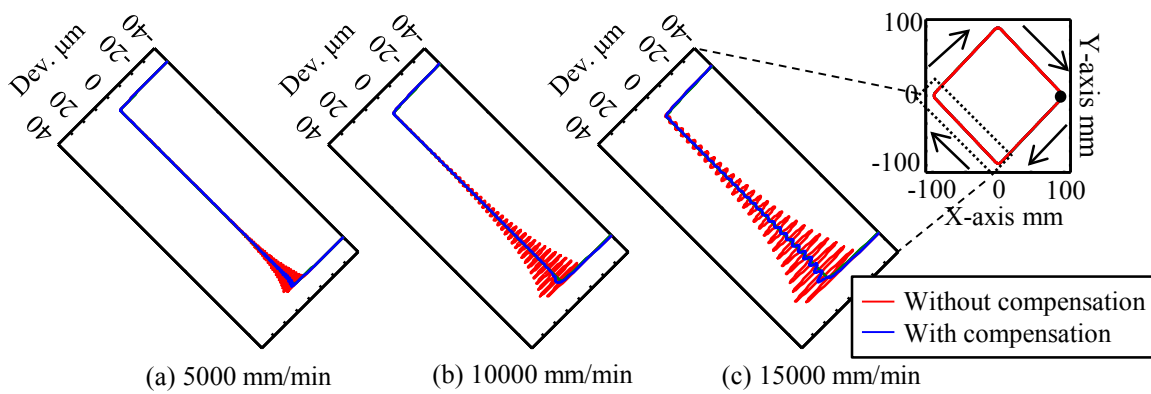 Dev. μm
40
20
0
-20
-40
Dev. μm
40
20
0
-20
-40
Dev. μm
40
20
0
-20
-40
100
0
-100
-100
0
100
X-axis mm
Y-axis mm
Without compensation
With compensation
(a) 5000 mm/min
(b) 10000 mm/min
(c) 15000 mm/min